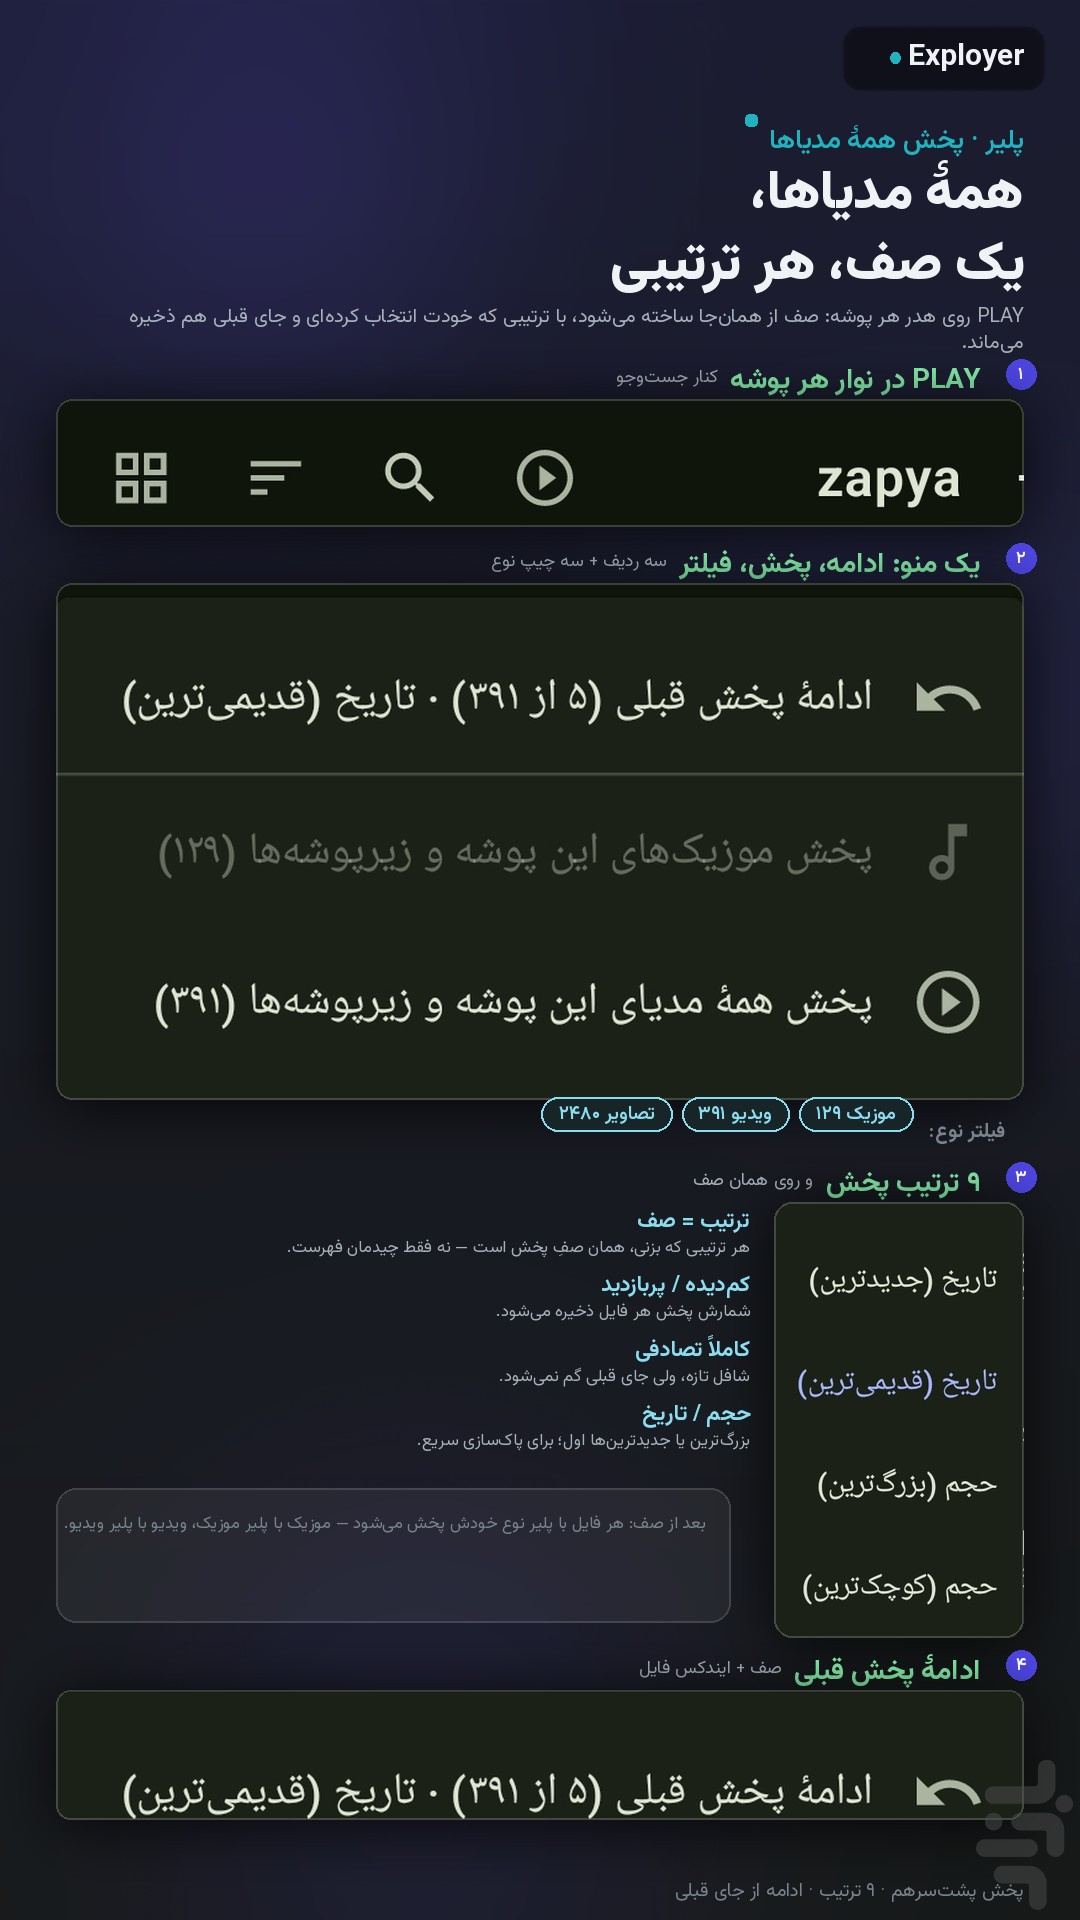 Exployer
پلیر · پخش همهٔ مدیاها
همهٔ مدیاها،
یک صف، هر ترتیبی
PLAY روی هدر هر پوشه: صف از همان‌جا ساخته می‌شود، با ترتیبی که خودت انتخاب کرده‌ای و جای قبلی هم ذخیره
می‌ماند.
۱ PLAY در نوار هر پوشه کنار جست‌وجو
zapya
۲ یک منو: ادامه، پخش، فیلتر سه ردیف + سه چیپ نوع
ادامهٔ پخش قبلی (۵ از ۳۹۱) · تاریخ (قدیمی‌ترین)
پخش موزیک‌های این پوشه و زیرپوشه‌ها (۱۲۹)
پخش همهٔ مدیای این پوشه و زیرپوشه‌ها (۳۹۱)
فیلتر نوع: موزیک ۱۲۹ ویدیو ۳۹۱ تصاویر ۲۴۸۰
۳ ۹ ترتیب پخش و روی همان صف
تاریخ (جدیدترین)
تاریخ (قدیمی‌ترین)
حجم (بزرگ‌ترین)
حجم (کوچک‌ترین)
ترتیب = صف
هر ترتیبی که بزنی، همان صفِ پخش است — نه فقط چیدمان فهرست.
کم‌دیده / پربازدید
شمارش پخش هر فایل ذخیره می‌شود.
کاملاً تصادفی
شافل تازه، ولی جای قبلی گم نمی‌شود.
حجم / تاریخ
بزرگ‌ترین یا جدیدترین‌ها اول؛ برای پاک‌سازی سریع.
بعد از صف: هر فایل با پلیر نوع خودش پخش می‌شود — موزیک با پلیر موزیک، ویدیو با پلیر ویدیو.
۴ ادامهٔ پخش قبلی صف + ایندکس فایل
ادامهٔ پخش قبلی (۵ از ۳۹۱) · تاریخ (قدیمی‌ترین)
پخش پشت‌سرهم · ۹ ترتیب · ادامه از جای قبلی